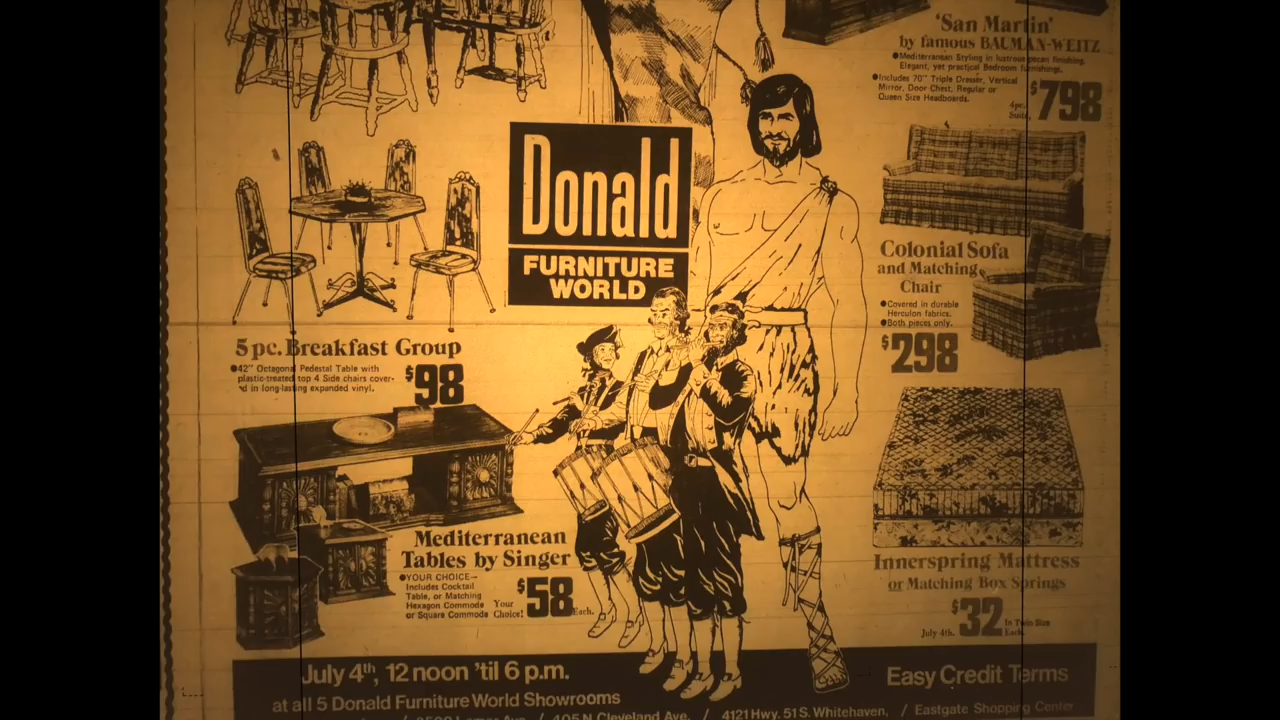 'San Martin'
by famous BAUMAN-WEITZ
●Mediterranean Styling in lustrous pecan finishing.
Elegant, yet practical Bedroom furnishings.
●Includes 70" Triple Dresser, Vertical
Mirror, Door Chest, Regular or
Queen Size Headboards.
4pc. Suite $798
Donald
FURNITURE
WORLD
Colonial Sofa
and Matching
Chair
●Covered in durable
Herculon fabrics.
●Both pieces only.
$298
5 pc. Breakfast Group
●42" Octagonal Pedestal Table with
plastic-treated top 4 Side chairs cover-
ed in long-lasting expanded vinyl.
$98
Mediterranean
Tables by Singer
●YOUR CHOICE—
Includes Cocktail
Table, or Matching
Hexagon Commode
or Square Commode
Your
Choice!
$58 Each.
Innerspring Mattress
or Matching Box Springs
July 4th. $32 In Twin Size
Each.
July 4th, 12 noon 'til 6 p.m.
at all 5 Donald Furniture World Showrooms
Easy Credit Terms
/ 405 N. Cleveland Ave. / 4121 Hwy. 51 S. Whitehaven, / Eastgate Shopping Center